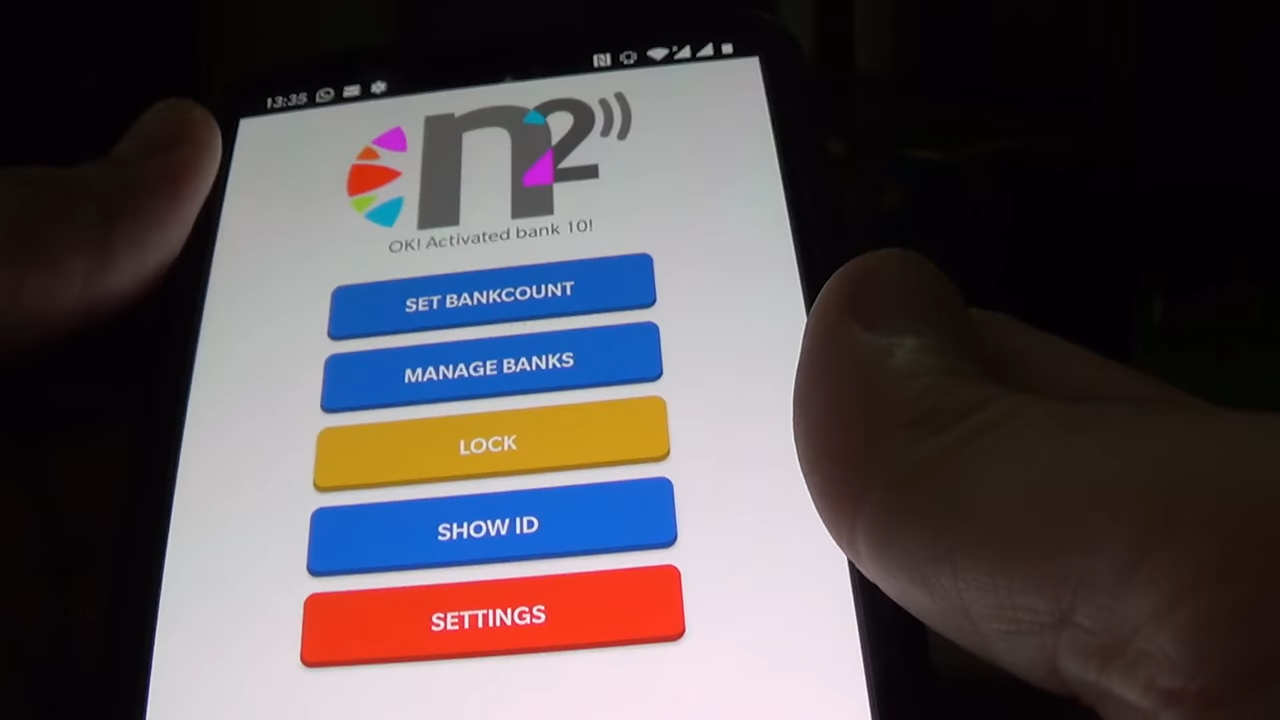 13:35
n2
OK! Activated bank 10!
SET BANKCOUNT
MANAGE BANKS
LOCK
SHOW ID
SETTINGS